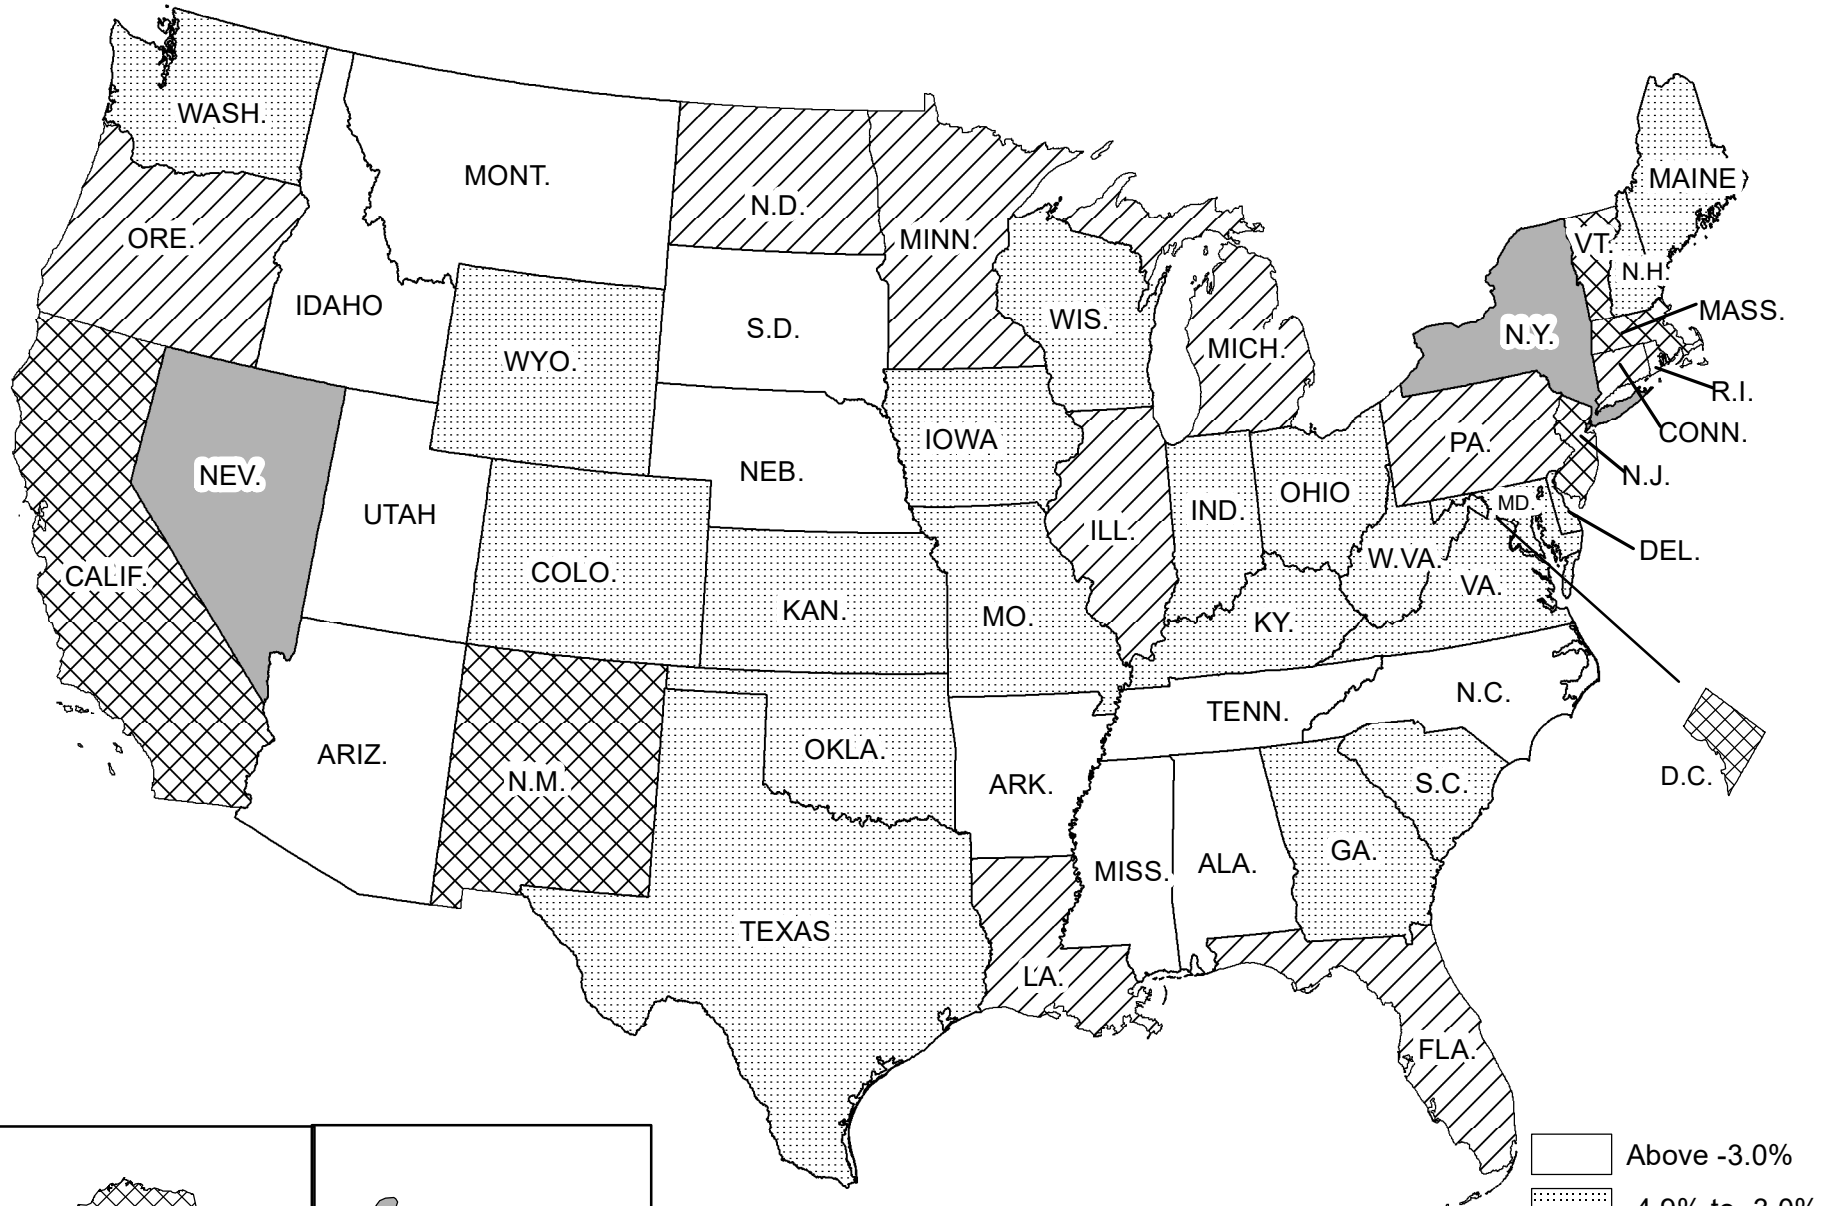 WASH.
MONT.
N.D.
MINN.
ORE.
IDAHO
WYO.
S.D.
WIS.
MICH.
MAINE
VT.
N.H.
MASS.
N.Y.
R.I.
CONN.
N.J.
PA.
NEV.
UTAH
COLO.
NEB.
IOWA
ILL.
IND.
OHIO
MD.
DEL.
W.VA.
VA.
CALIF.
KAN.
MO.
KY.
N.C.
TENN.
D.C.
ARIZ.
N.M.
OKLA.
ARK.
S.C.
MISS.
ALA.
GA.
TEXAS
LA.
FLA.
Above -3.0%